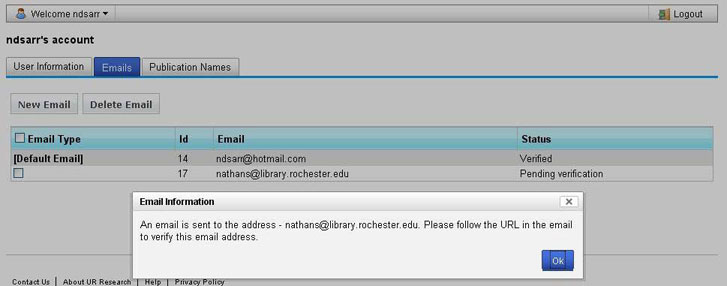 Welcome ndsarr
Logout
ndsarr's account
User Information Emails Publication Names
New Email Delete Email
Email Type Id Email Status
[Default Email] 14 ndsarr@hotmail.com Verified
17 nathans@library.rochester.edu Pending verification
Email Information
An email is sent to the address - nathans@library.rochester.edu. Please follow the URL in the email
to verify this email address.
Ok
Contact Us | About UR Research | Help | Privacy Policy